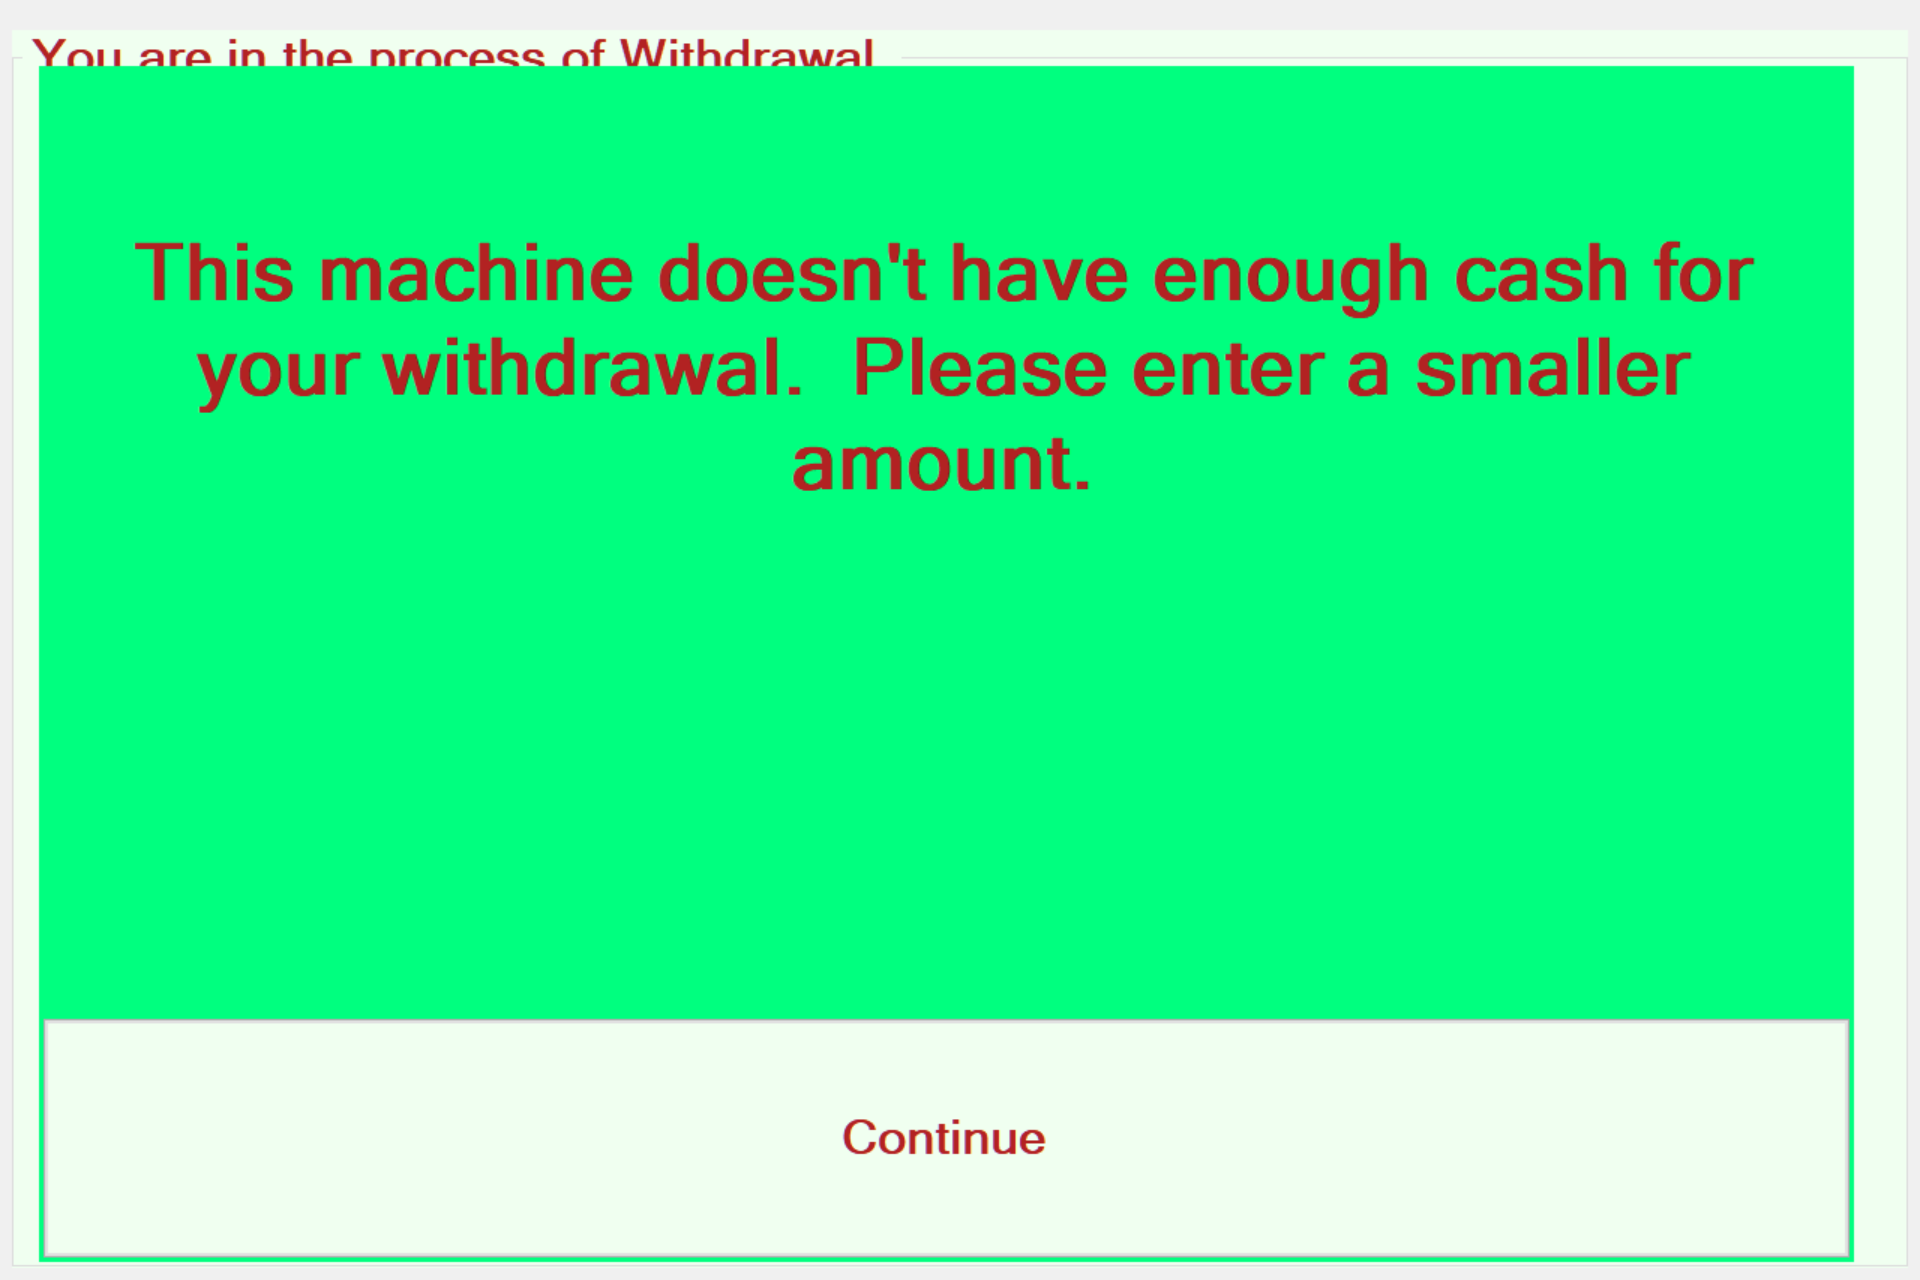 You are in the process of Withdrawal
This machine doesn't have enough cash for
your withdrawal.  Please enter a smaller
amount.
Continue